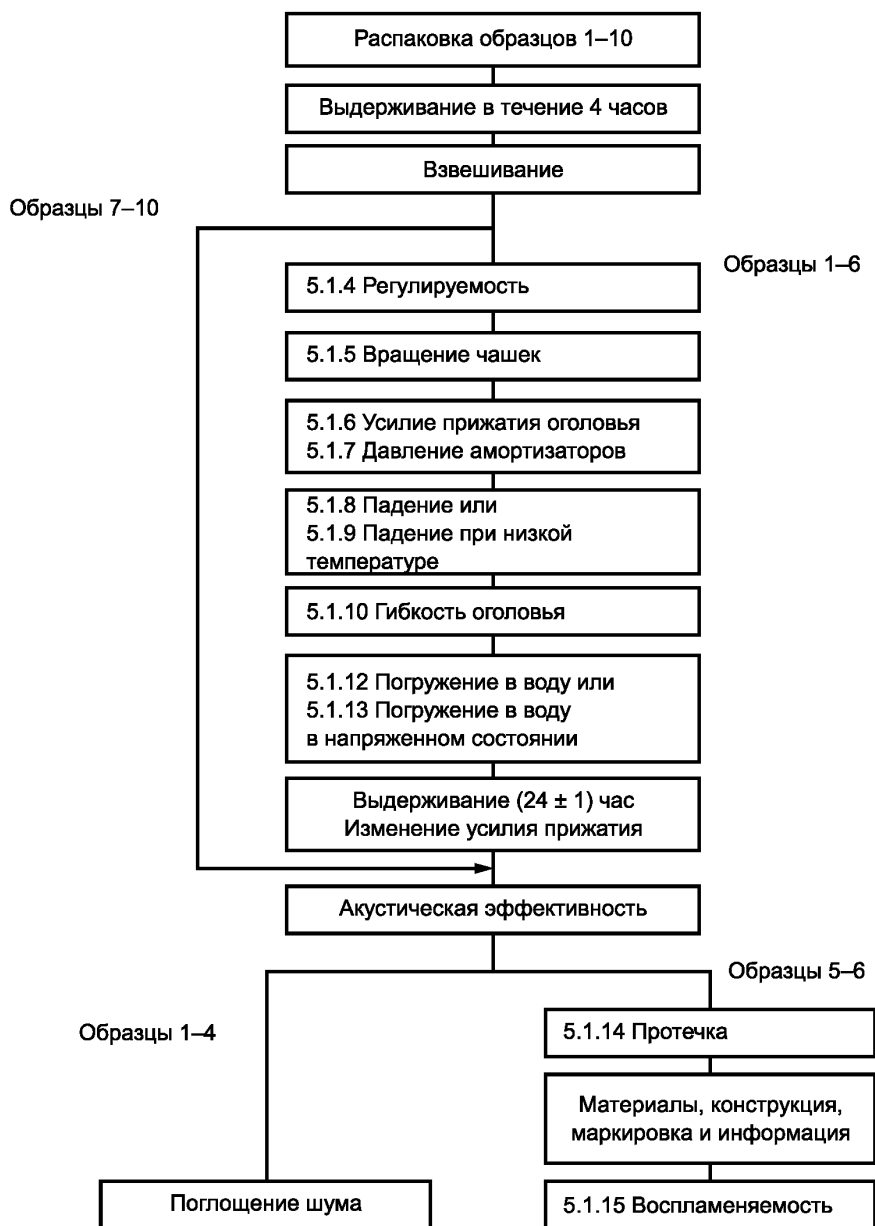 Распаковка образцов 1–10
Выдерживание в течение 4 часов
Взвешивание
Образцы 7–10
Образцы 1–6
5.1.4 Регулируемость
5.1.5 Вращение чашек
5.1.6 Усилие прижатия оголовья
5.1.7 Давление амортизаторов
5.1.8 Падение или
5.1.9 Падение при низкой
температуре
5.1.10 Гибкость оголовья
5.1.12 Погружение в воду или
5.1.13 Погружение в воду
в напряженном состоянии
Выдерживание (24 ± 1) час
Изменение усилия прижатия
Акустическая эффективность
Образцы 5–6
Образцы 1–4
5.1.14 Протечка
Материалы, конструкция,
маркировка и информация
Поглощение шума
5.1.15 Воспламеняемость